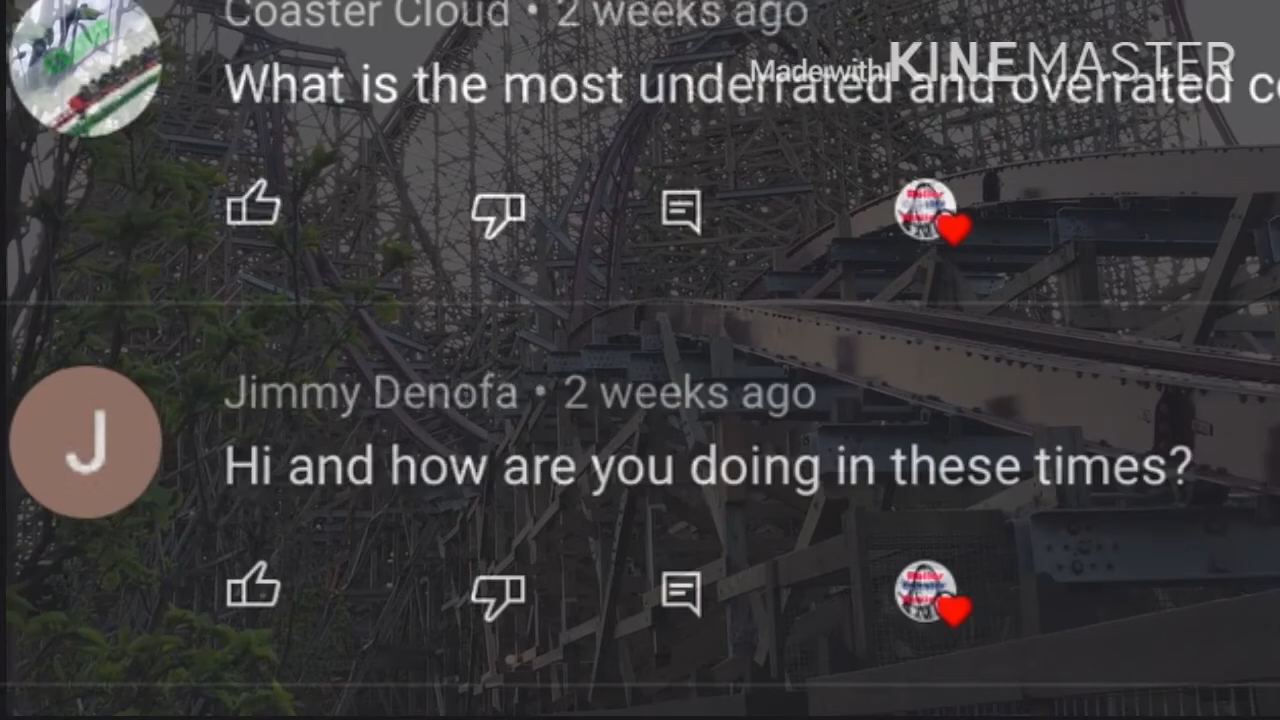 Coaster Cloud • 2 weeks ago
Made with KINEMASTER
What is the most underrated and overrated c
J
Jimmy Denofa • 2 weeks ago
Hi and how are you doing in these times?